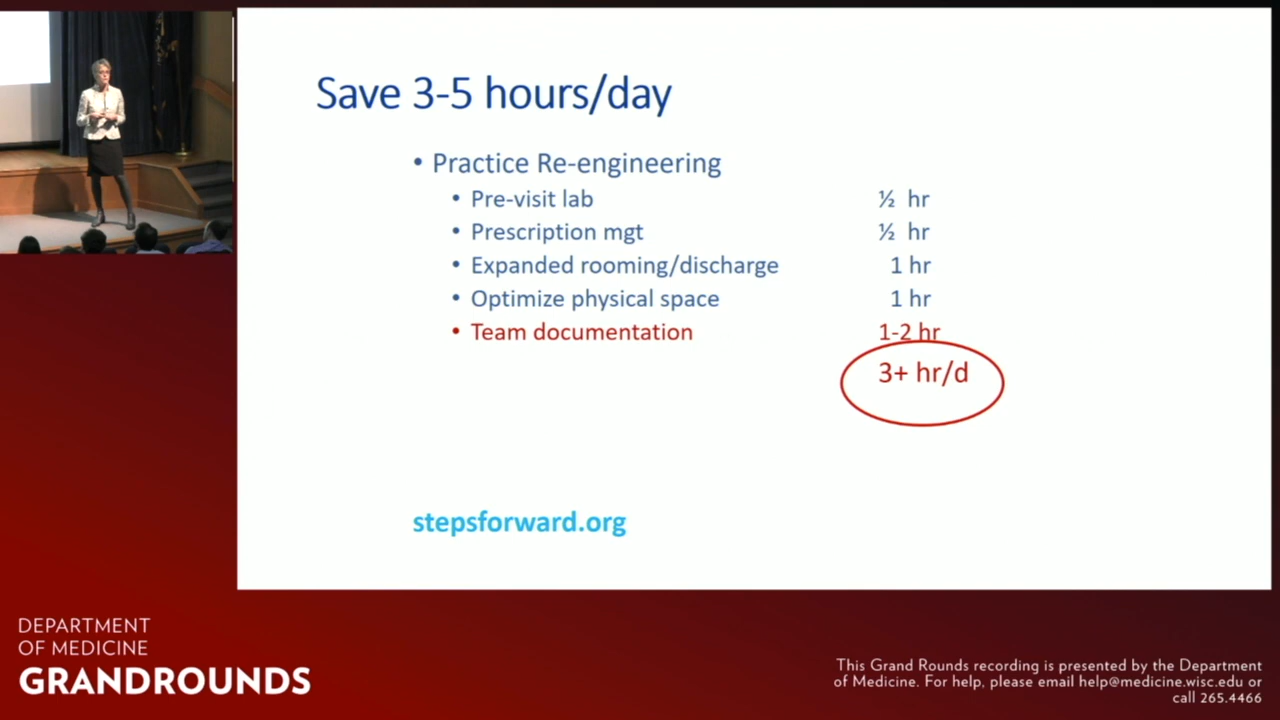 Save 3-5 hours/day
• Practice Re-engineering
• Pre-visit lab ½ hr
• Prescription mgt ½ hr
• Expanded rooming/discharge 1 hr
• Optimize physical space 1 hr
• Team documentation 1-2 hr
3+ hr/d
stepsforward.org
DEPARTMENT
OF MEDICINE
GRANDROUNDS
This Grand Rounds recording is presented by the Department
of Medicine. For help, please email help@medicine.wisc.edu or
call 265.4466